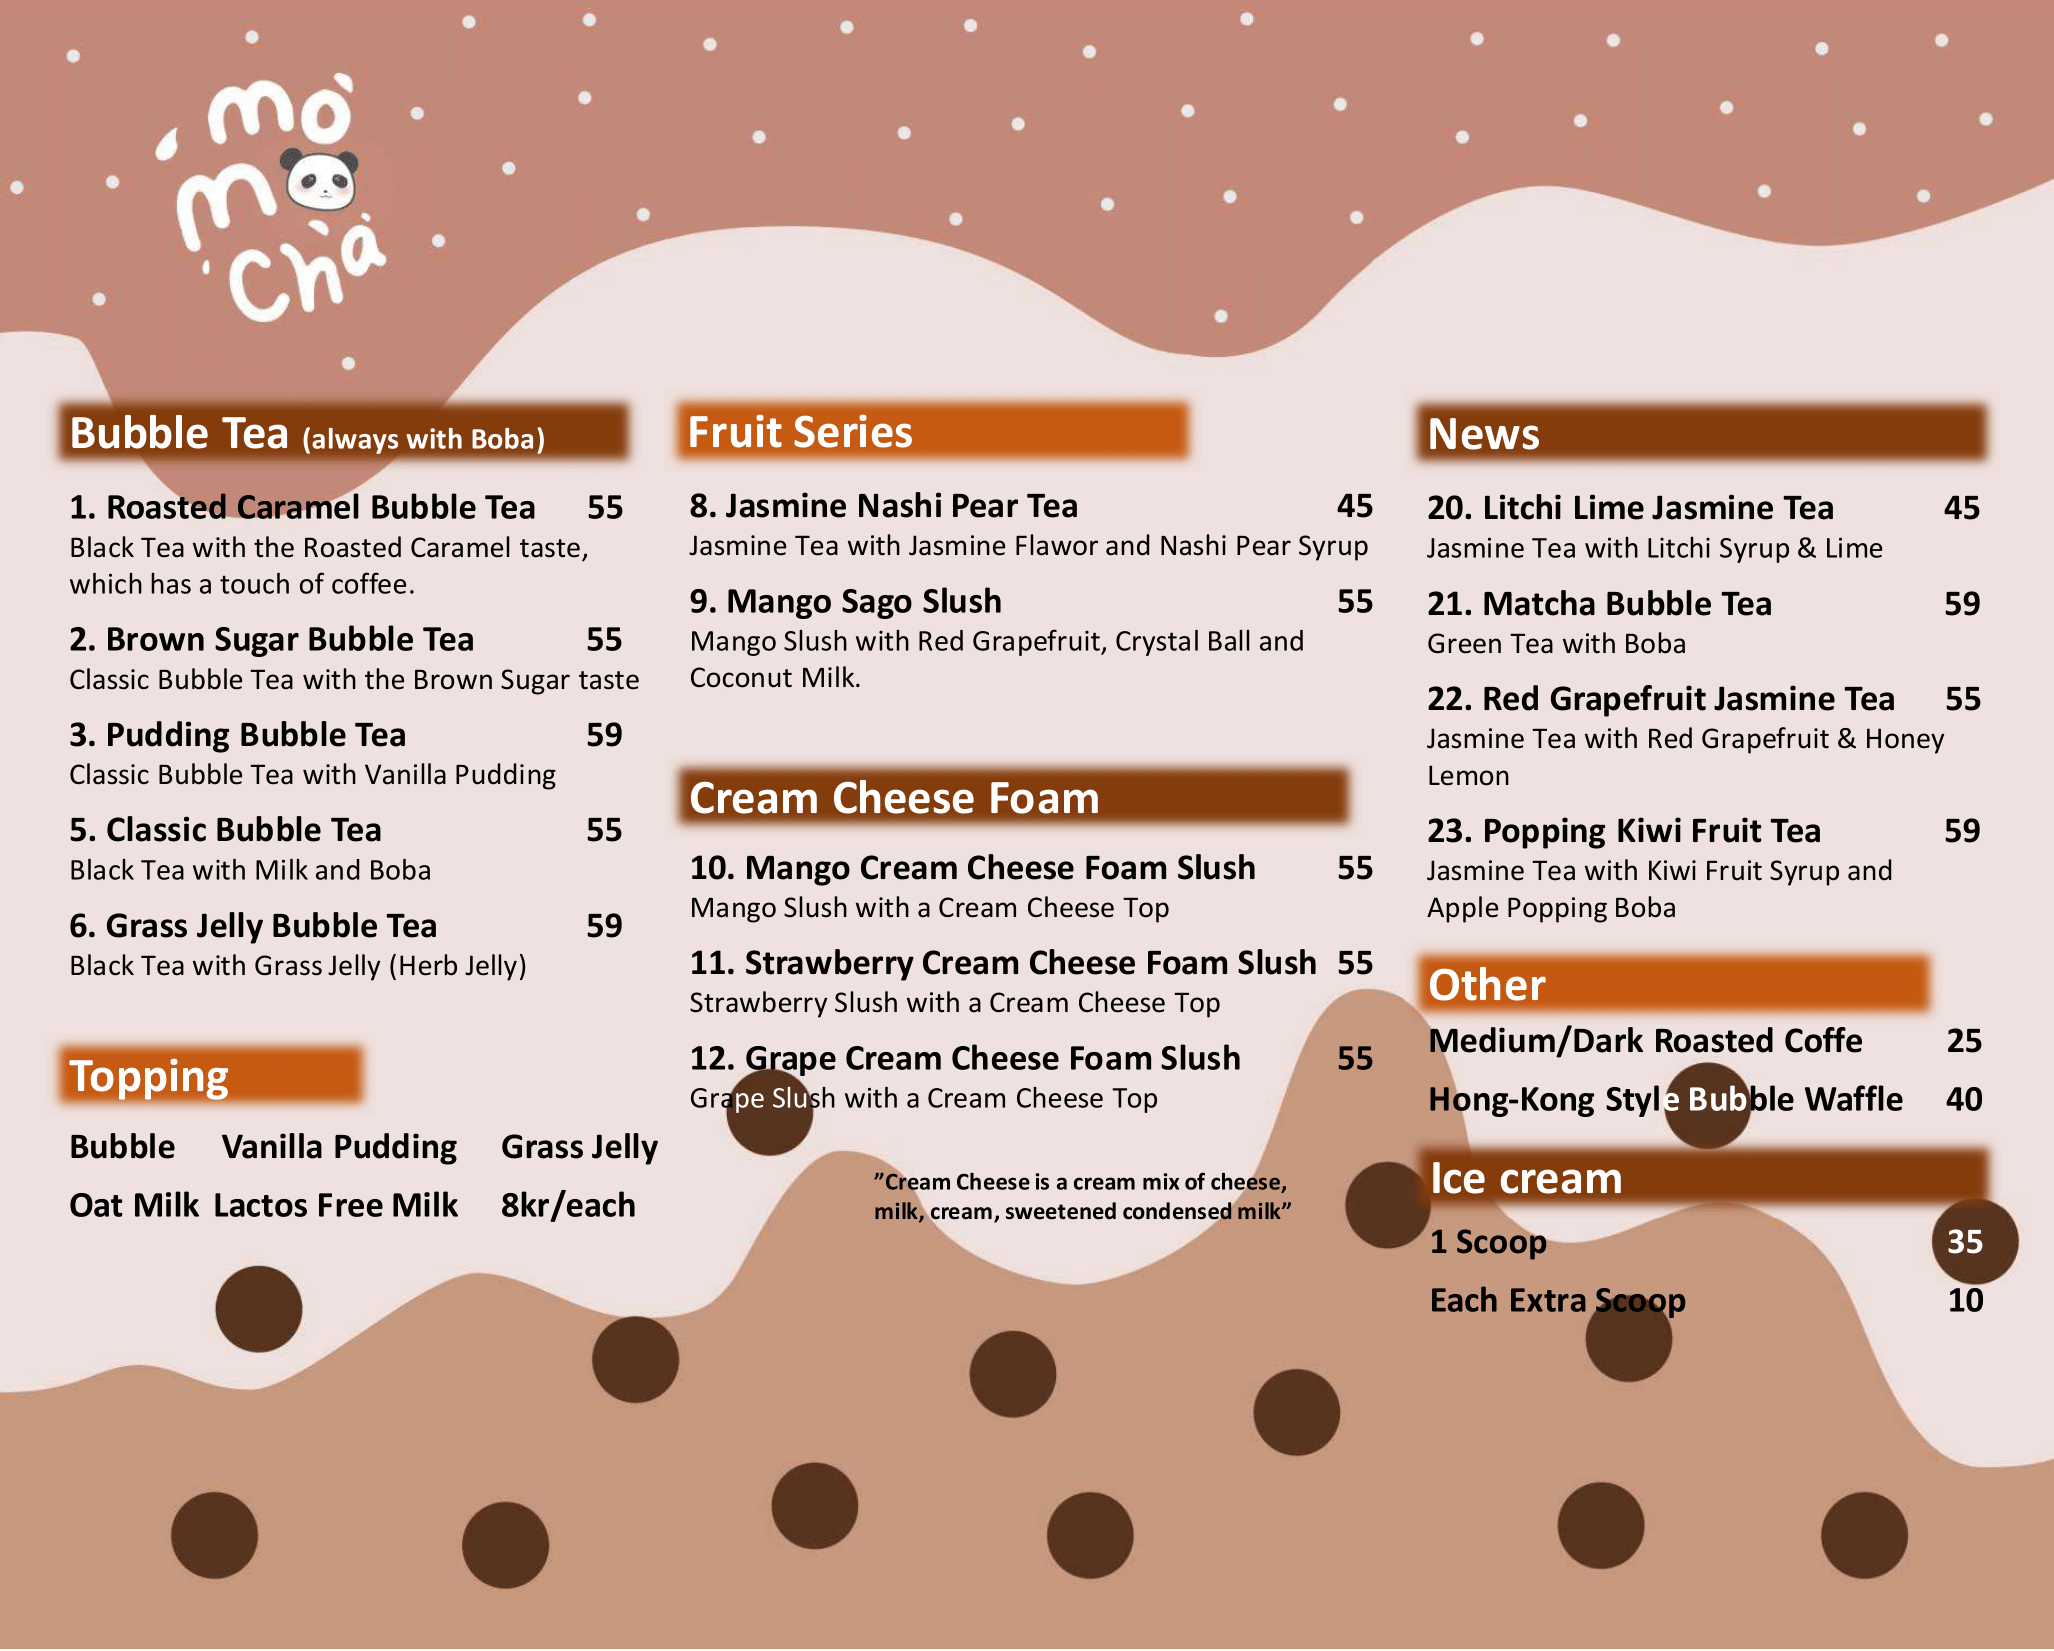 mò
mo
chà
Bubble Tea (always with Boba)
1. Roasted Caramel Bubble Tea 55
Black Tea with the Roasted Caramel taste,
which has a touch of coffee.
2. Brown Sugar Bubble Tea 55
Classic Bubble Tea with the Brown Sugar taste
3. Pudding Bubble Tea 59
Classic Bubble Tea with Vanilla Pudding
5. Classic Bubble Tea 55
Black Tea with Milk and Boba
6. Grass Jelly Bubble Tea 59
Black Tea with Grass Jelly (Herb Jelly)
Topping
Bubble Vanilla Pudding Grass Jelly
Oat Milk Lactos Free Milk 8kr/each
Fruit Series
8. Jasmine Nashi Pear Tea 45
Jasmine Tea with Jasmine Flawor and Nashi Pear Syrup
9. Mango Sago Slush 55
Mango Slush with Red Grapefruit, Crystal Ball and
Coconut Milk.
Cream Cheese Foam
10. Mango Cream Cheese Foam Slush 55
Mango Slush with a Cream Cheese Top
11. Strawberry Cream Cheese Foam Slush 55
Strawberry Slush with a Cream Cheese Top
12. Grape Cream Cheese Foam Slush 55
Grape Slush with a Cream Cheese Top
”Cream Cheese is a cream mix of cheese,
milk, cream, sweetened condensed milk”
News
20. Litchi Lime Jasmine Tea 45
Jasmine Tea with Litchi Syrup & Lime
21. Matcha Bubble Tea 59
Green Tea with Boba
22. Red Grapefruit Jasmine Tea 55
Jasmine Tea with Red Grapefruit & Honey
Lemon
23. Popping Kiwi Fruit Tea 59
Jasmine Tea with Kiwi Fruit Syrup and
Apple Popping Boba
Other
Medium/Dark Roasted Coffe 25
Hong-Kong Style Bubble Waffle 40
Ice cream
1 Scoop 35
Each Extra Scoop 10